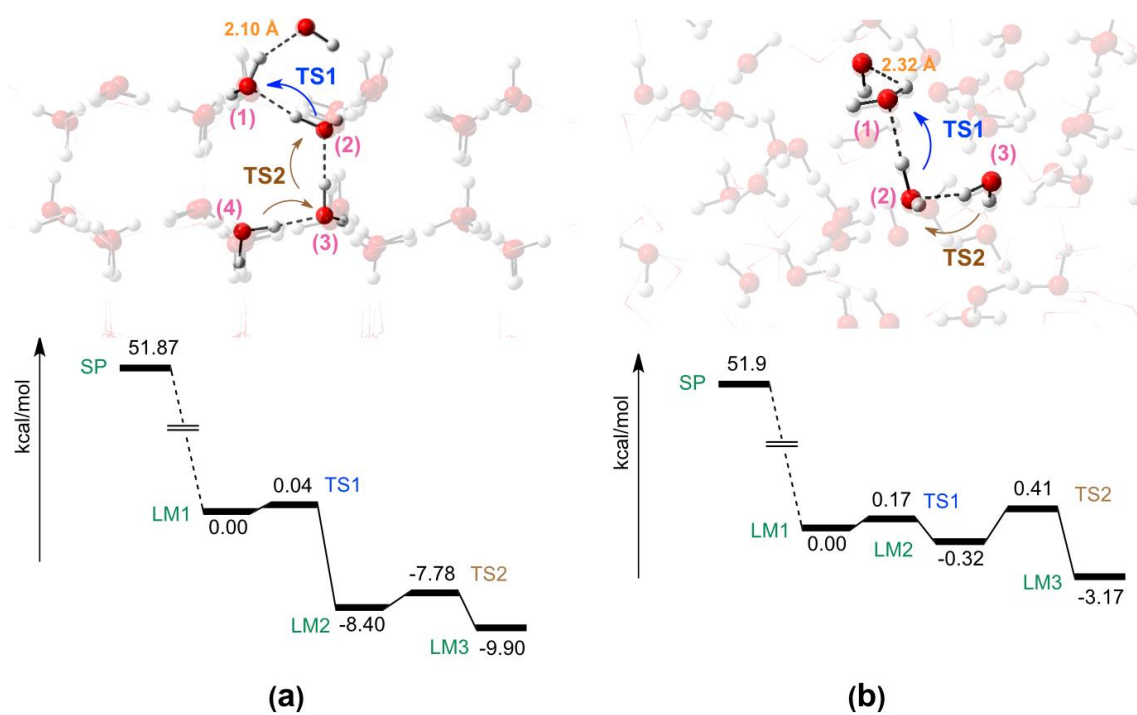 2.10 Å
TS1
(1)
(2)
TS2
(4)
(3)
kcal/mol
SP
51.87
LM1
0.00
0.04
TS1
LM2
-8.40
-7.78
TS2
LM3
-9.90
(a)
2.32 Å
(1)
TS1
(3)
(2)
TS2
kcal/mol
SP
51.9
LM1
0.00
0.17
TS1
LM2
-0.32
0.41
TS2
LM3
-3.17
(b)